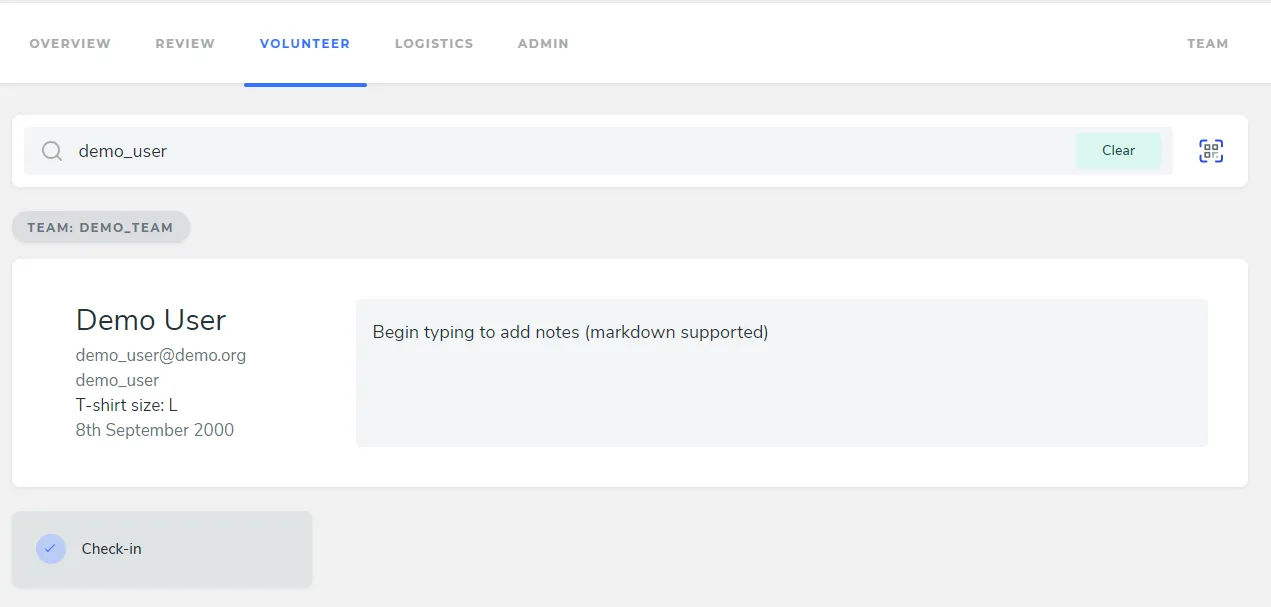 OVERVIEW REVIEW VOLUNTEER LOGISTICS ADMIN TEAM
demo_user Clear
TEAM: DEMO_TEAM
Demo User
demo_user@demo.org
demo_user
T-shirt size: L
8th September 2000
Begin typing to add notes (markdown supported)
Check-in